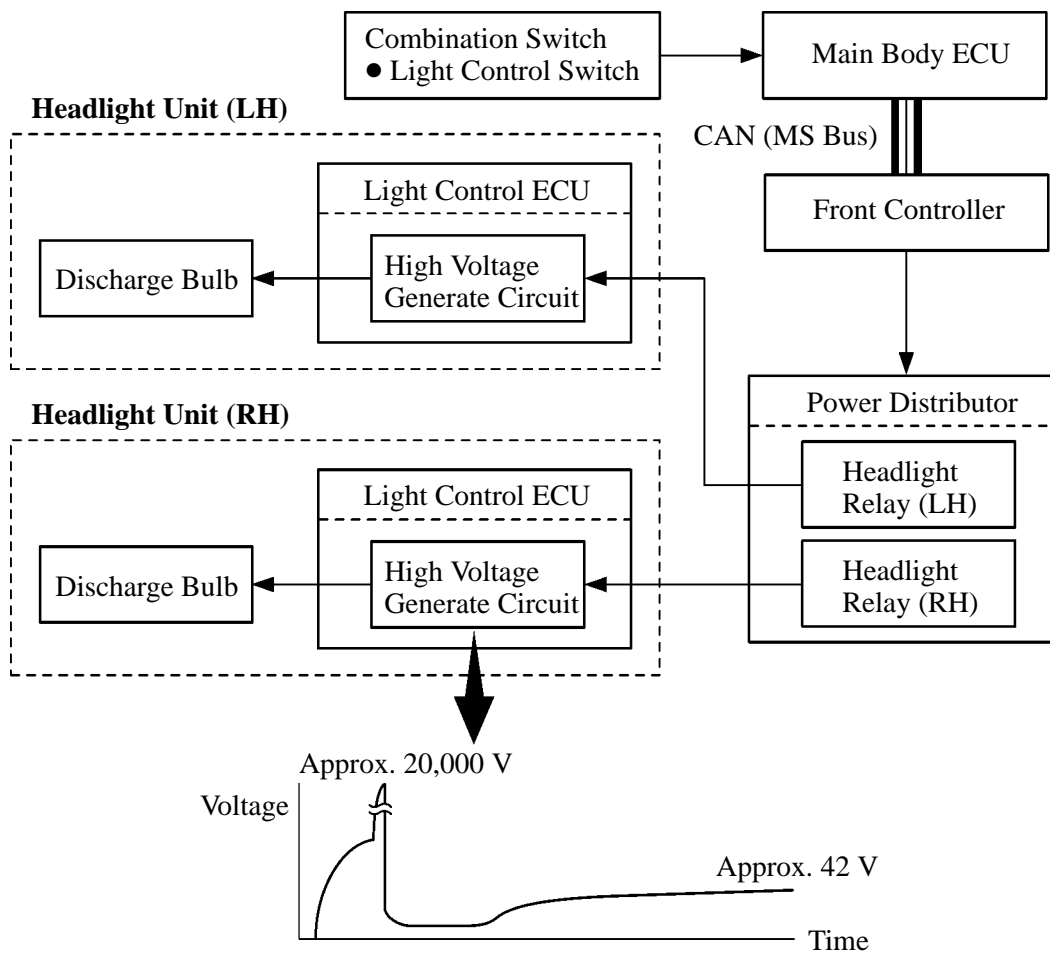 Combination Switch
● Light Control Switch
Main Body ECU
Headlight Unit (LH)
CAN (MS Bus)
Light Control ECU
Front Controller
Discharge Bulb
High Voltage
Generate Circuit
Headlight Unit (RH)
Power Distributor
Headlight
Relay (LH)
Light Control ECU
Discharge Bulb
High Voltage
Generate Circuit
Headlight
Relay (RH)
Approx. 20,000 V
Voltage
Approx. 42 V
Time